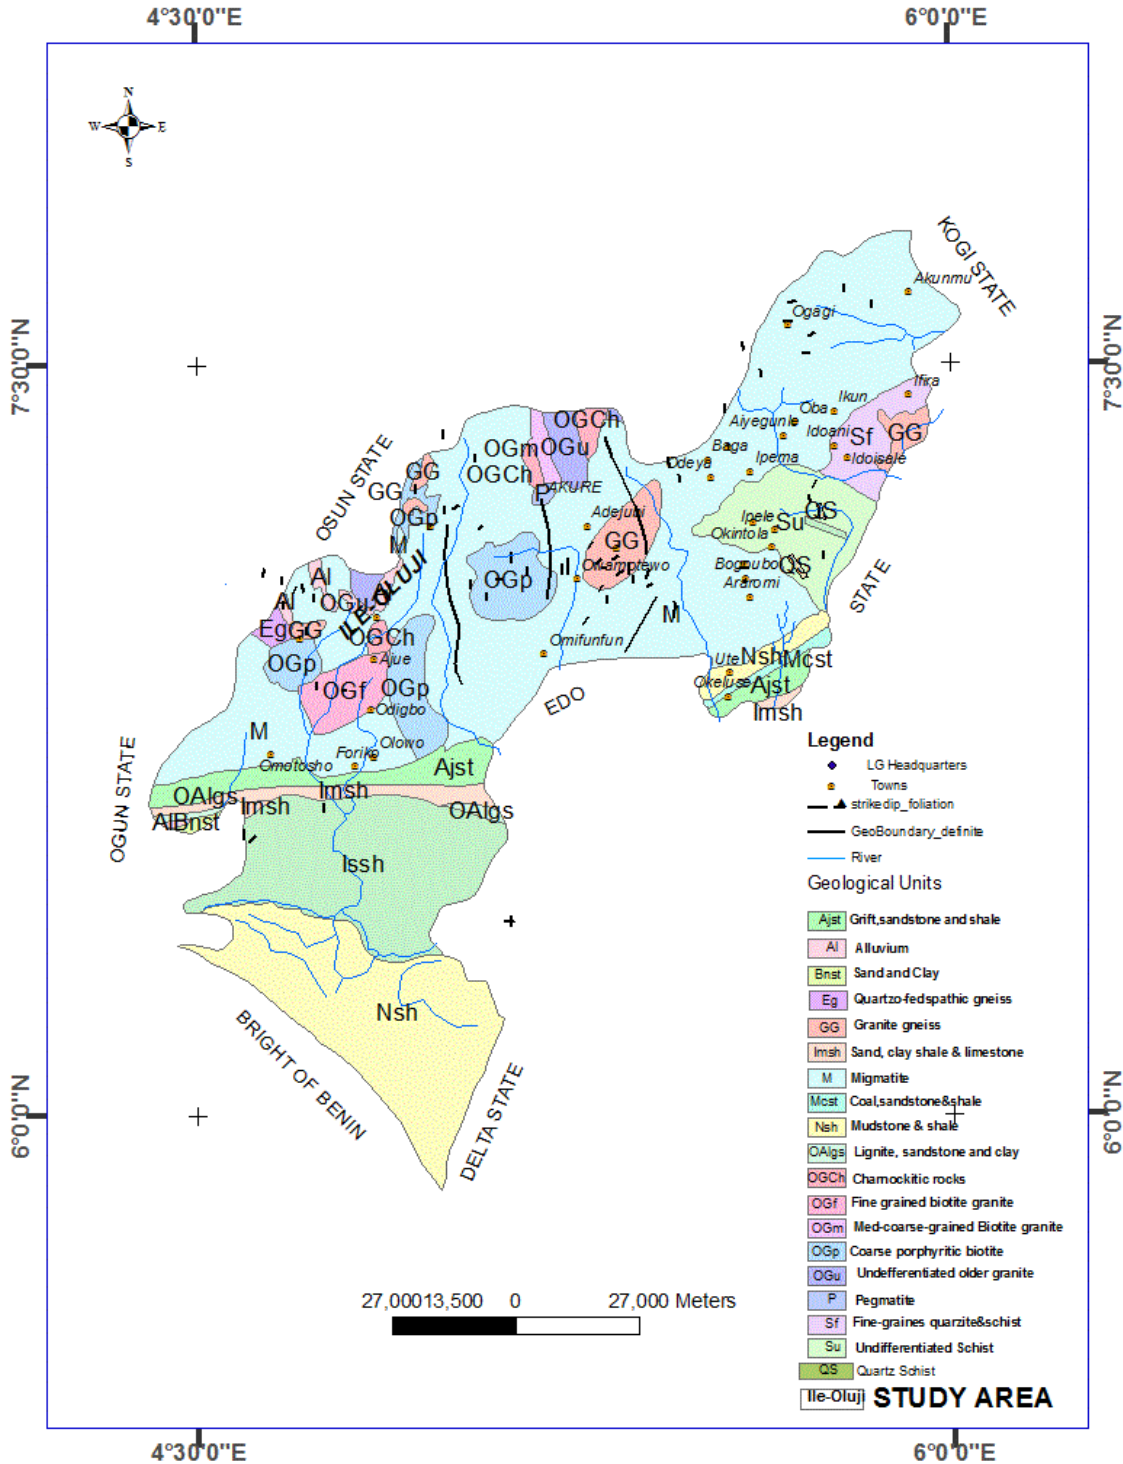 4°30'0"E
6°0'0"E
N
W
E
S
KOGI STATE
Akunmu
Ogagi
7°30'0"N
7°30'0"N
Ifira
Ikun
Oba
Aiyegunle
Idoani
Sf
GG
Idoisale
OGCh
OSUN STATE
OGm
OGu
Baga
Ipema
Odeya
GG
OGCh
GG
P
AKURE
OGp
Adejubi
Ipele
Su
QS
Okintola
M
GG
Bogoubo
QS
Araromi
Al
OGp
STATE
Al
OGu
ILE-OLUJI
M
Eg
GG
OGCh
Omifunfun
OGp
Ajue
Ute
Nsh
Mcst
OGf
OGp
Okeluse
Ajst
EDO
Imsh
Odigbo
M
Olowo
Foriko
Omotosho
Ajst
OGUN STATE
OAlgs
Imsh
Imsh
OAlgs
Al
Bnst
Issh
Nsh
BRIGHT OF BENIN
DELTA STATE
6°0'0"N
6°0'0"N
27,000
13,500
0
27,000 Meters
Legend
LG Headquarters
Towns
strikedip_foliation
GeoBoundary_definite
River
Geological Units
Ajst Grift,sandstone and shale
Al Alluvium
Bnst Sand and Clay
Eg Quartzo-fedspathic gneiss
GG Granite gneiss
Imsh Sand, clay shale & limestone
M Migmatite
Mcst Coal,sandstone&shale
Nsh Mudstone & shale
OAlgs Lignite, sandstone and clay
OGCh Charnockitic rocks
OGf Fine grained biotite granite
OGm Med-coarse-grained Biotite granite
OGp Coarse porphyritic biotite
OGu Undefferentiated older granite
P Pegmatite
Sf Fine-graines quarzite&schist
Su Undifferentiated Schist
QS Quartz Schist
Ile-Oluji STUDY AREA
4°30'0"E
6°0'0"E